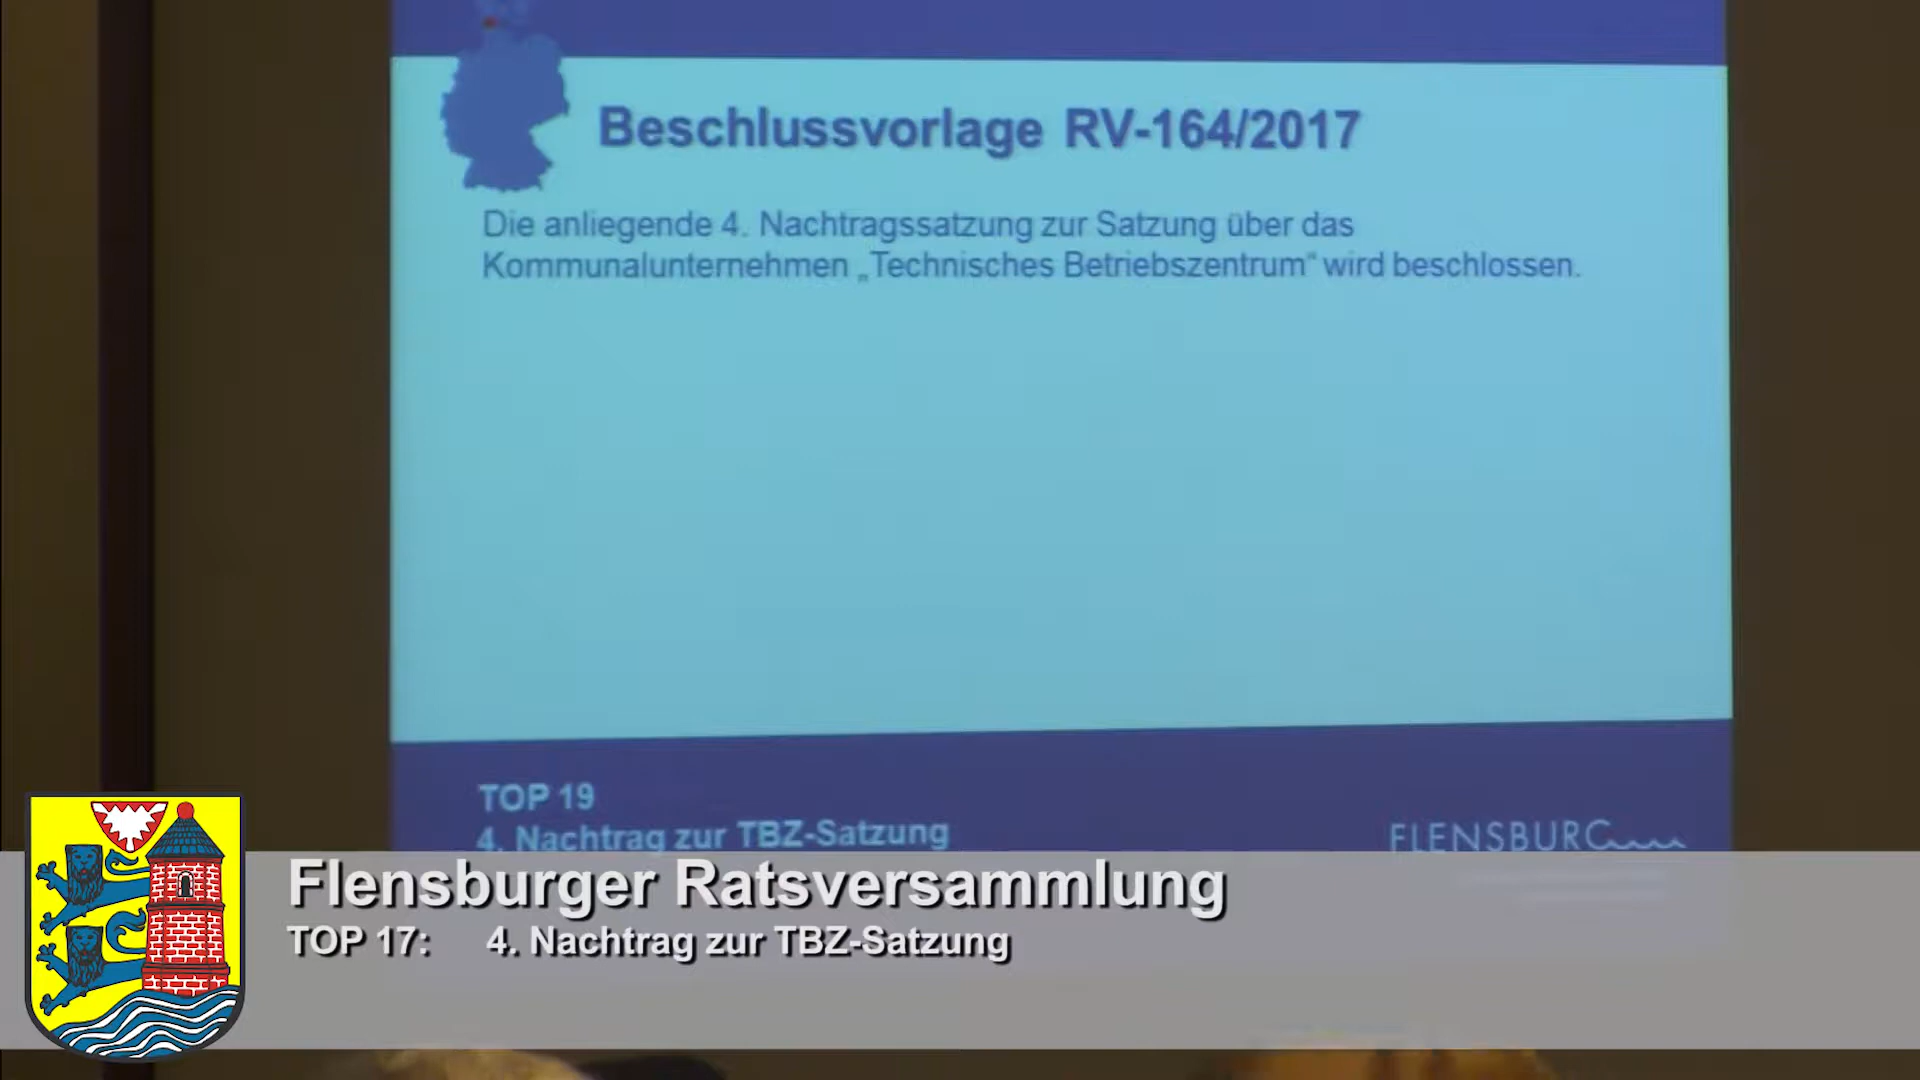 Beschlussvorlage RV-164/2017
Die anliegende 4. Nachtragssatzung zur Satzung über das
Kommunalunternehmen „Technisches Betriebszentrum“ wird beschlossen.
TOP 19
4. Nachtrag zur TBZ-Satzung
FLENSBURG
Flensburger Ratsversammlung
TOP 17: 4. Nachtrag zur TBZ-Satzung